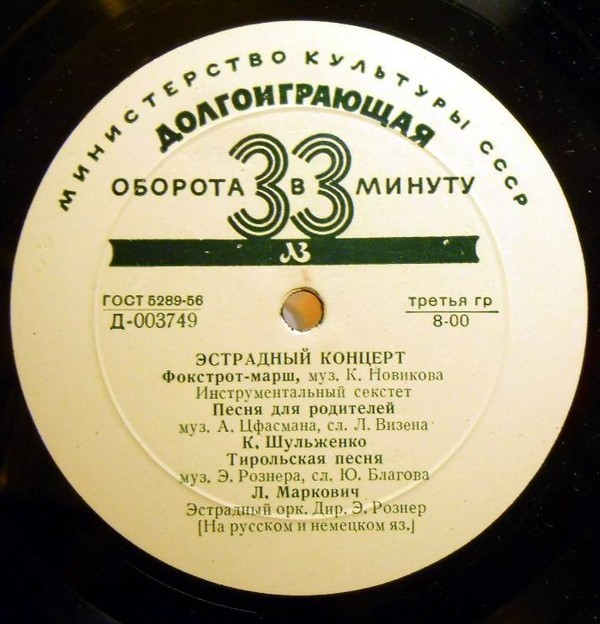 МИНИСТЕРСТВО КУЛЬТУРЫ СССР
ДОЛГОИГРАЮЩАЯ
ОБОРОТА 33 В МИНУТУ
ЛЗ
ГОСТ 5289-56
Д-003749
третья гр
8-00
ЭСТРАДНЫЙ КОНЦЕРТ
Фокстрот-марш, муз. К. Новикова
Инструментальный секстет
Песня для родителей
муз. А. Цфасмана, сл. Л. Визена
К. Шульженко
Тирольская песня
муз. Э. Рознера, сл. Ю. Благова
Л. Маркович
Эстрадный орк. Дир. Э. Рознер
[На русском и немецком яз.]